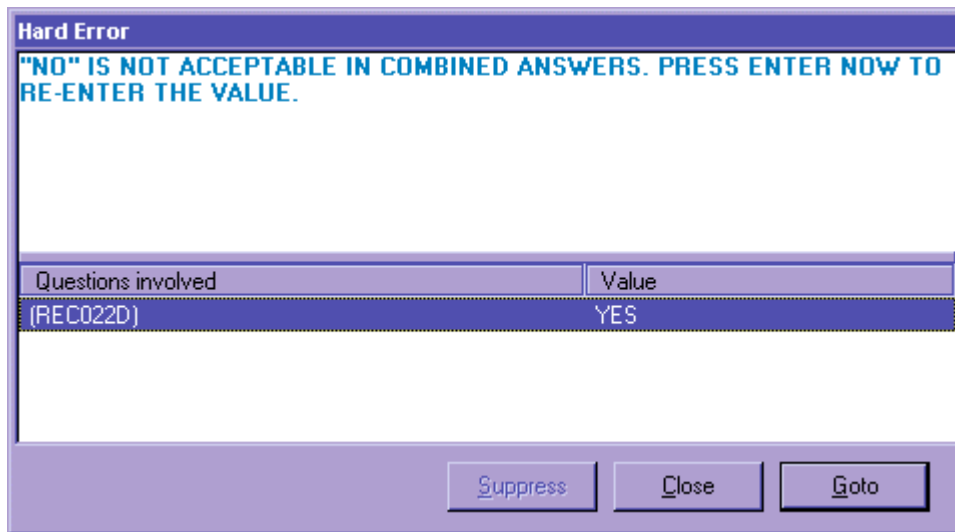 Hard Error
"NO" IS NOT ACCEPTABLE IN COMBINED ANSWERS. PRESS ENTER NOW TO
RE-ENTER THE VALUE.
Questions involved Value
(REC022D) YES
Suppress Close Goto